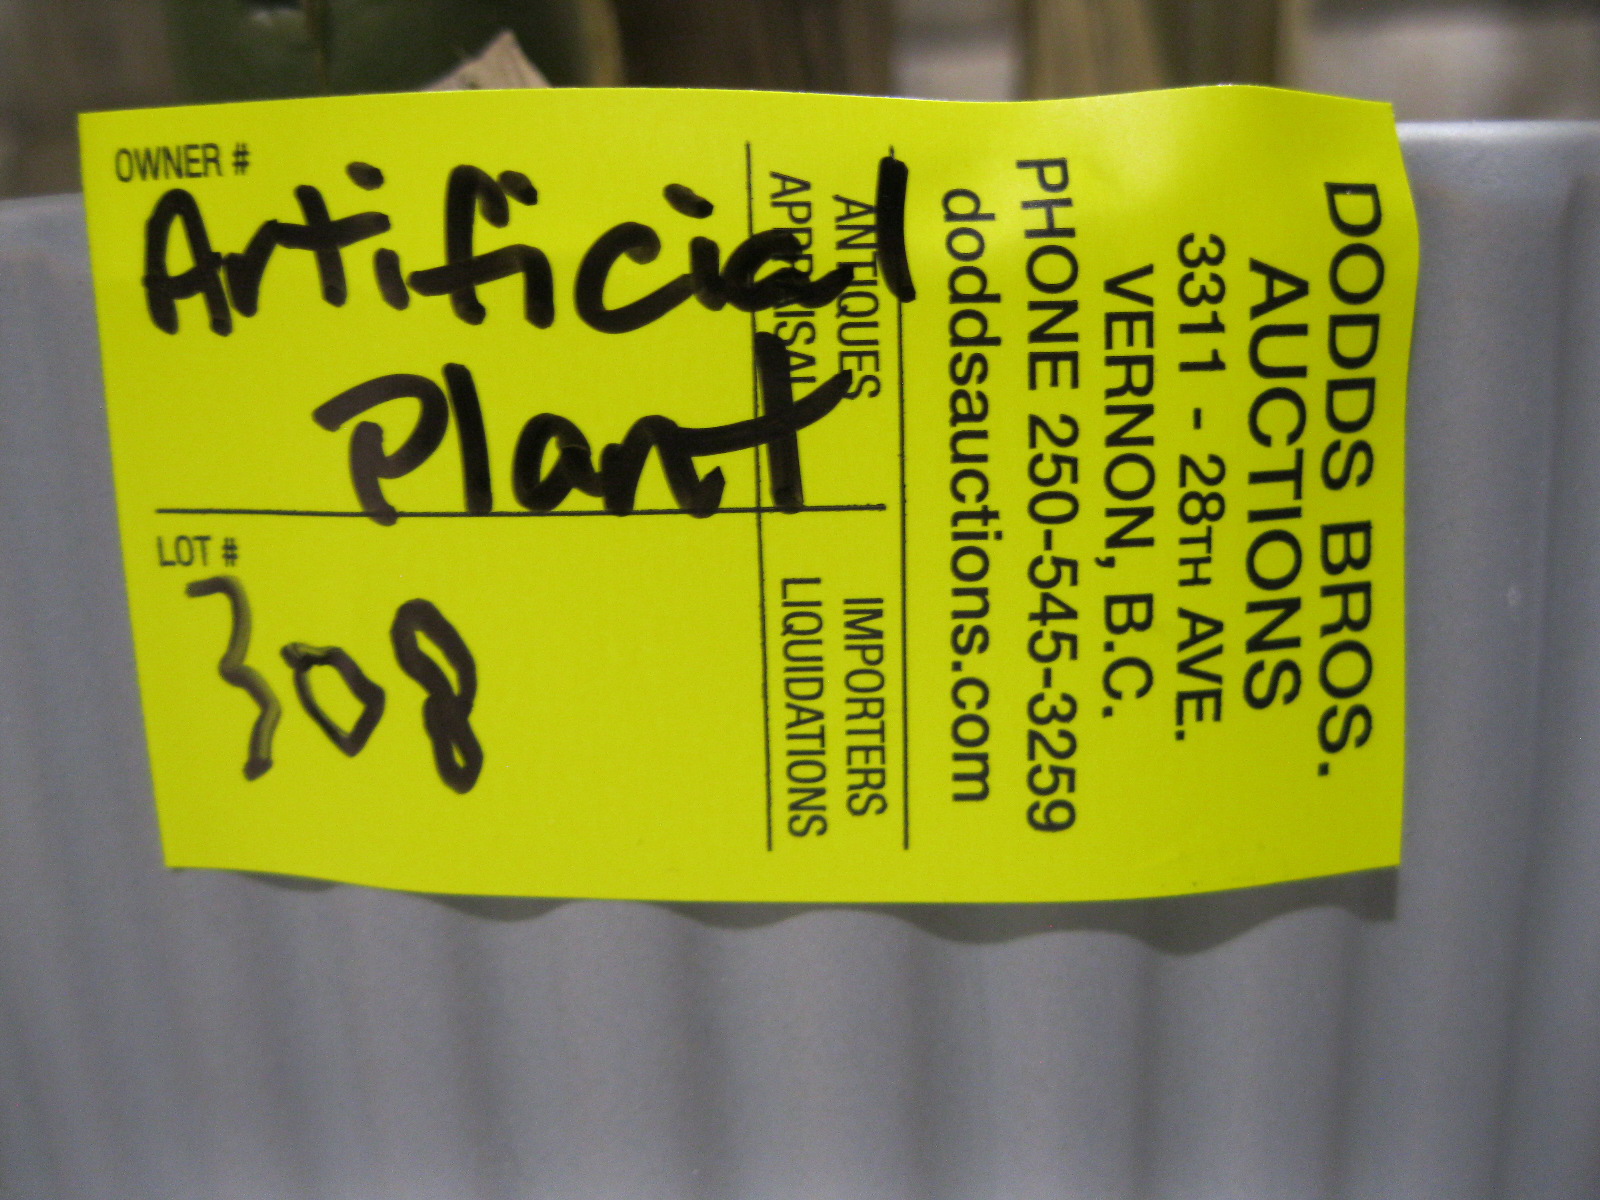 OWNER #
Artificial
Plant
LOT #
308
DODDS BROS.
AUCTIONS
3311 - 28TH AVE.
VERNON, B.C.
PHONE 250-545-3259
doddsauctions.com
ANTIQUES IMPORTERS
APPRAISAL LIQUIDATIONS